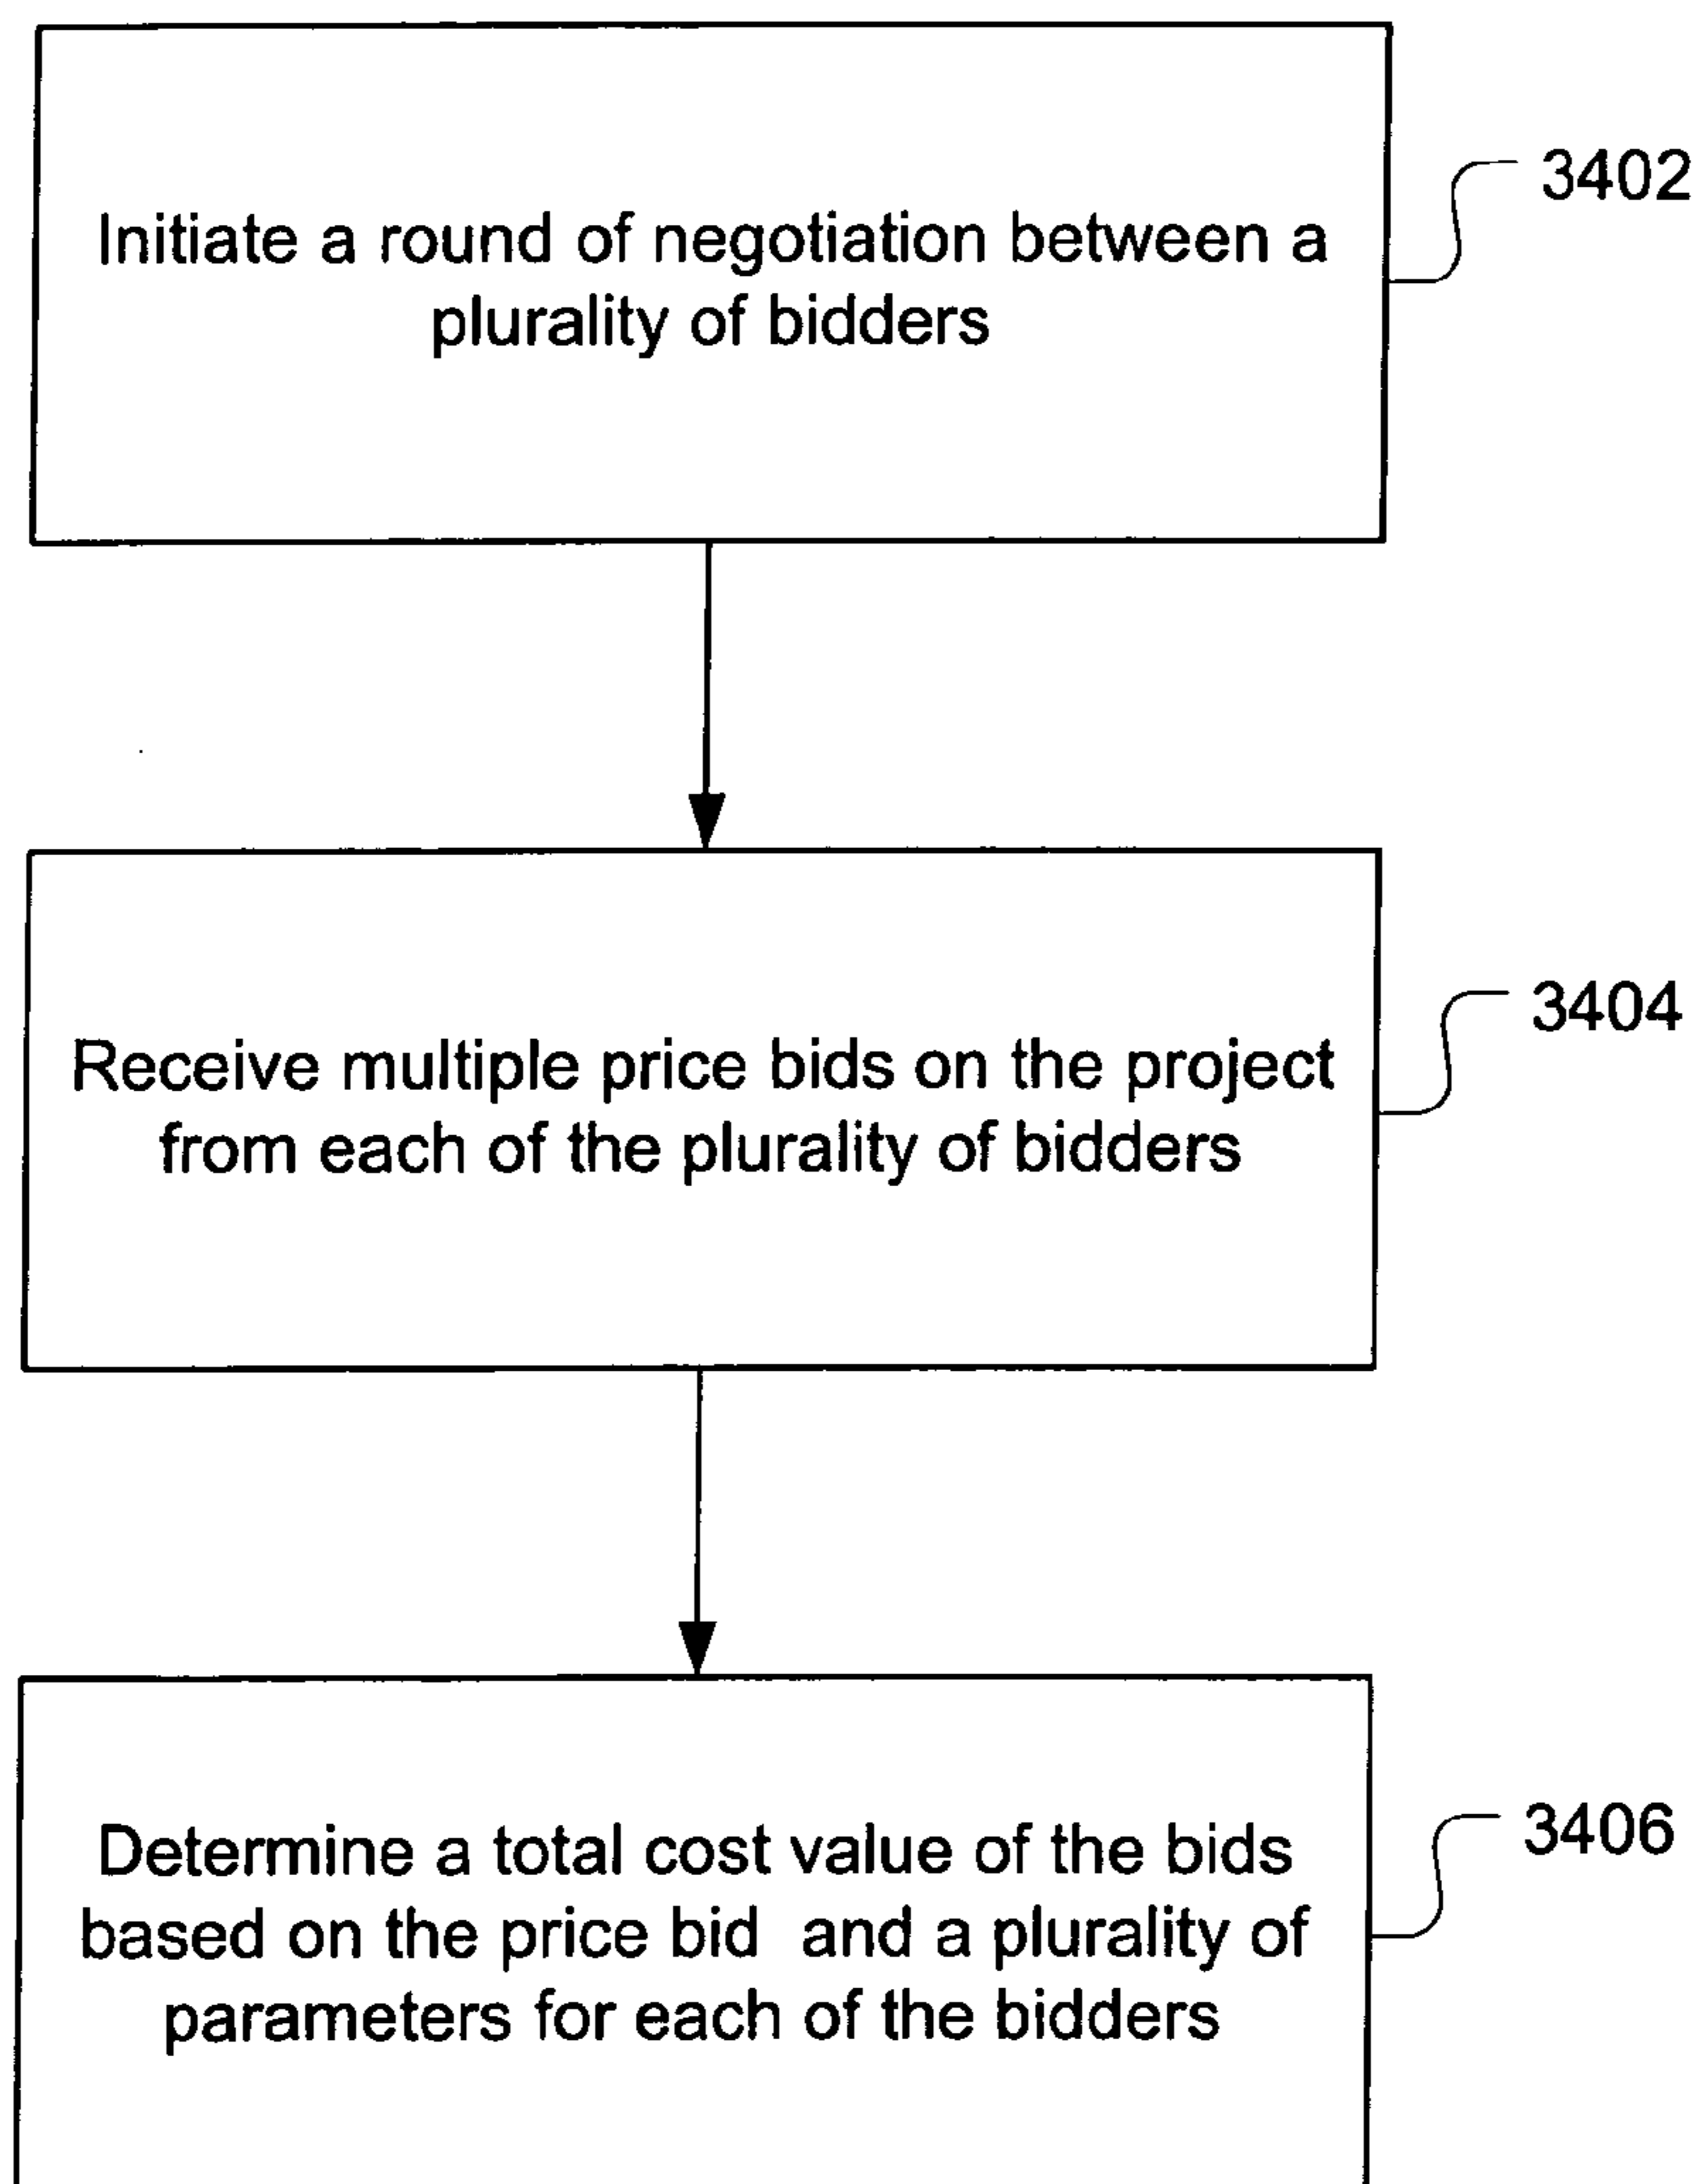 Initiate a round of negotiation between a
plurality of bidders
3402
Receive multiple price bids on the project
from each of the plurality of bidders
3404
Determine a total cost value of the bids
based on the price bid  and a plurality of
parameters for each of the bidders
3406